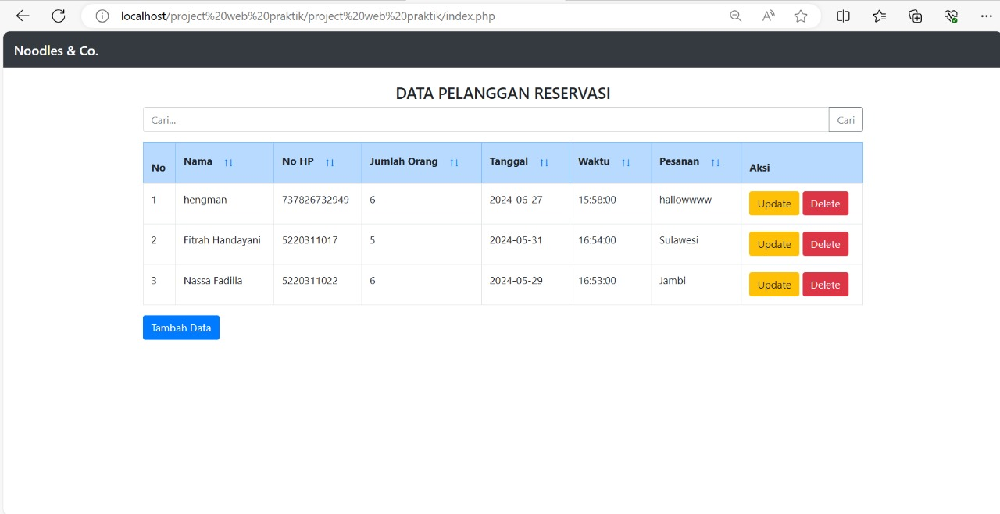 localhost/project%20web%20praktik/project%20web%20praktik/index.php
Noodles & Co.
DATA PELANGGAN RESERVASI
Cari... Cari
No Nama ↑↓ No HP ↑↓ Jumlah Orang ↑↓ Tanggal ↑↓ Waktu ↑↓ Pesanan ↑↓ Aksi
1 hengman 737826732949 6 2024-06-27 15:58:00 hallowwww Update Delete
2 Fitrah Handayani 5220311017 5 2024-05-31 16:54:00 Sulawesi Update Delete
3 Nassa Fadilla 5220311022 6 2024-05-29 16:53:00 Jambi Update Delete
Tambah Data